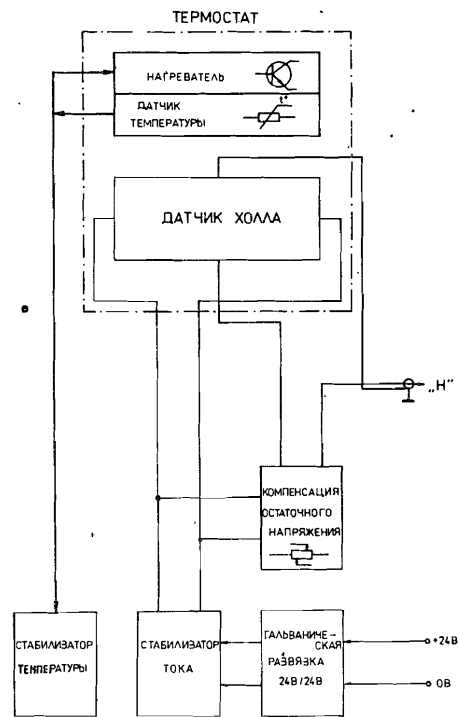 ТЕРМОСТАТ
НАГРЕВАТЕЛЬ
ДАТЧИК
ТЕМПЕРАТУРЫ
t°
ДАТЧИК ХОЛЛА
„Н"
КОМПЕНСАЦИЯ
ОСТАТОЧНОГО
НАПРЯЖЕНИЯ
СТАБИЛИЗАТОР
ТЕМПЕРАТУРЫ
СТАБИЛИЗАТОР
ТОКА
ГАЛЬВАНИЧЕ-
СКАЯ
РАЗВЯЗКА
24В/24В
+24В
0В